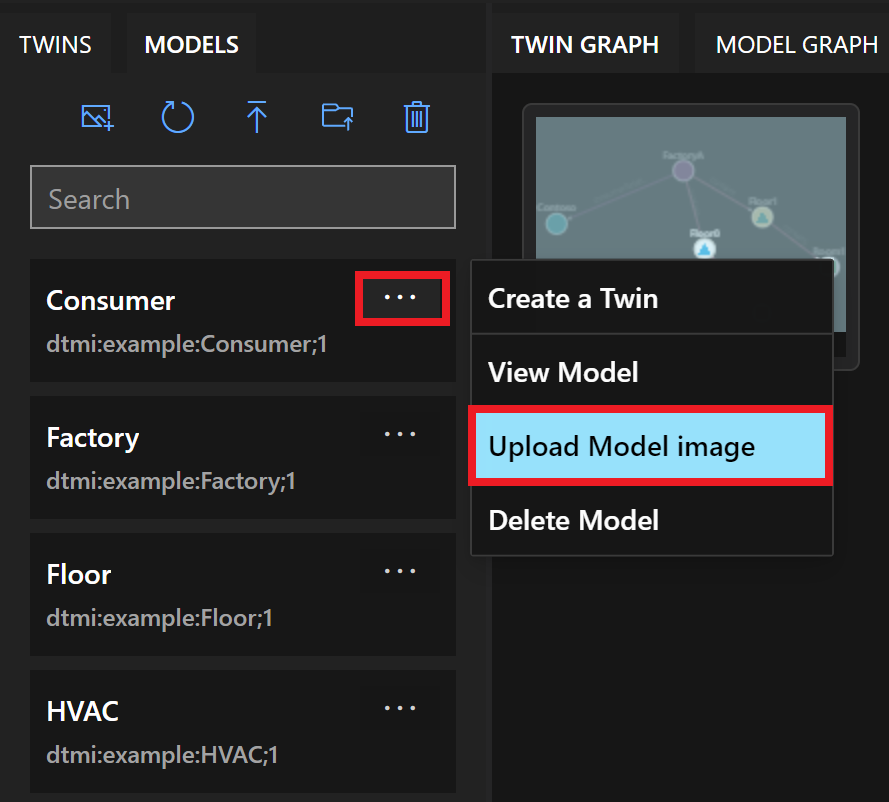 TWINS
MODELS
TWIN GRAPH
MODEL GRAPH
Search
FactoryA
Contoso
Floor1
Floor0
Consumer
...
dtmi:example:Consumer;1
Create a Twin
View Model
Upload Model image
Delete Model
Factory
...
dtmi:example:Factory;1
Floor
...
dtmi:example:Floor;1
HVAC
...
dtmi:example:HVAC;1